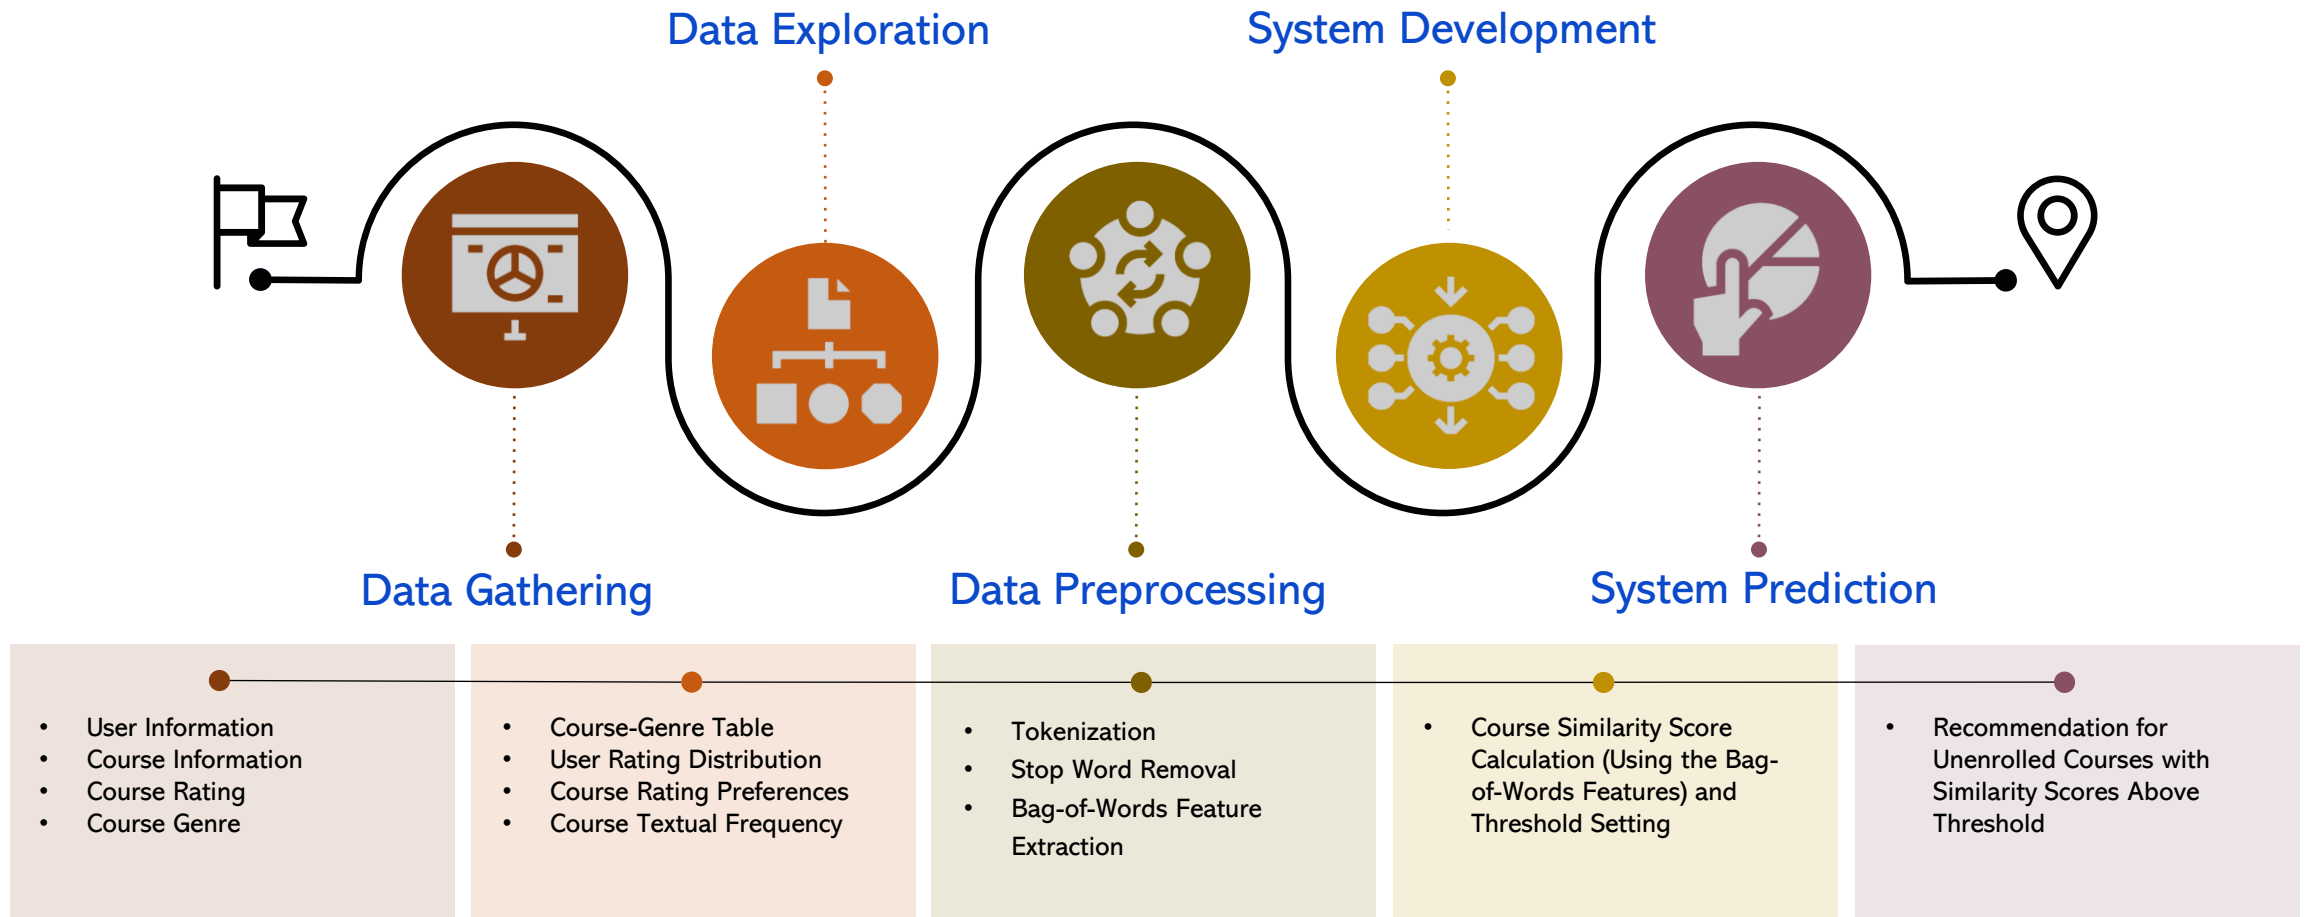 Data Exploration
System Development
Data Gathering
Data Preprocessing
System Prediction
• User Information
• Course Information
• Course Rating
• Course Genre
• Course-Genre Table
• User Rating Distribution
• Course Rating Preferences
• Course Textual Frequency
• Tokenization
• Stop Word Removal
• Bag-of-Words Feature
Extraction
• Course Similarity Score
Calculation (Using the Bag-
of-Words Features) and
Threshold Setting
• Recommendation for
Unenrolled Courses with
Similarity Scores Above
Threshold